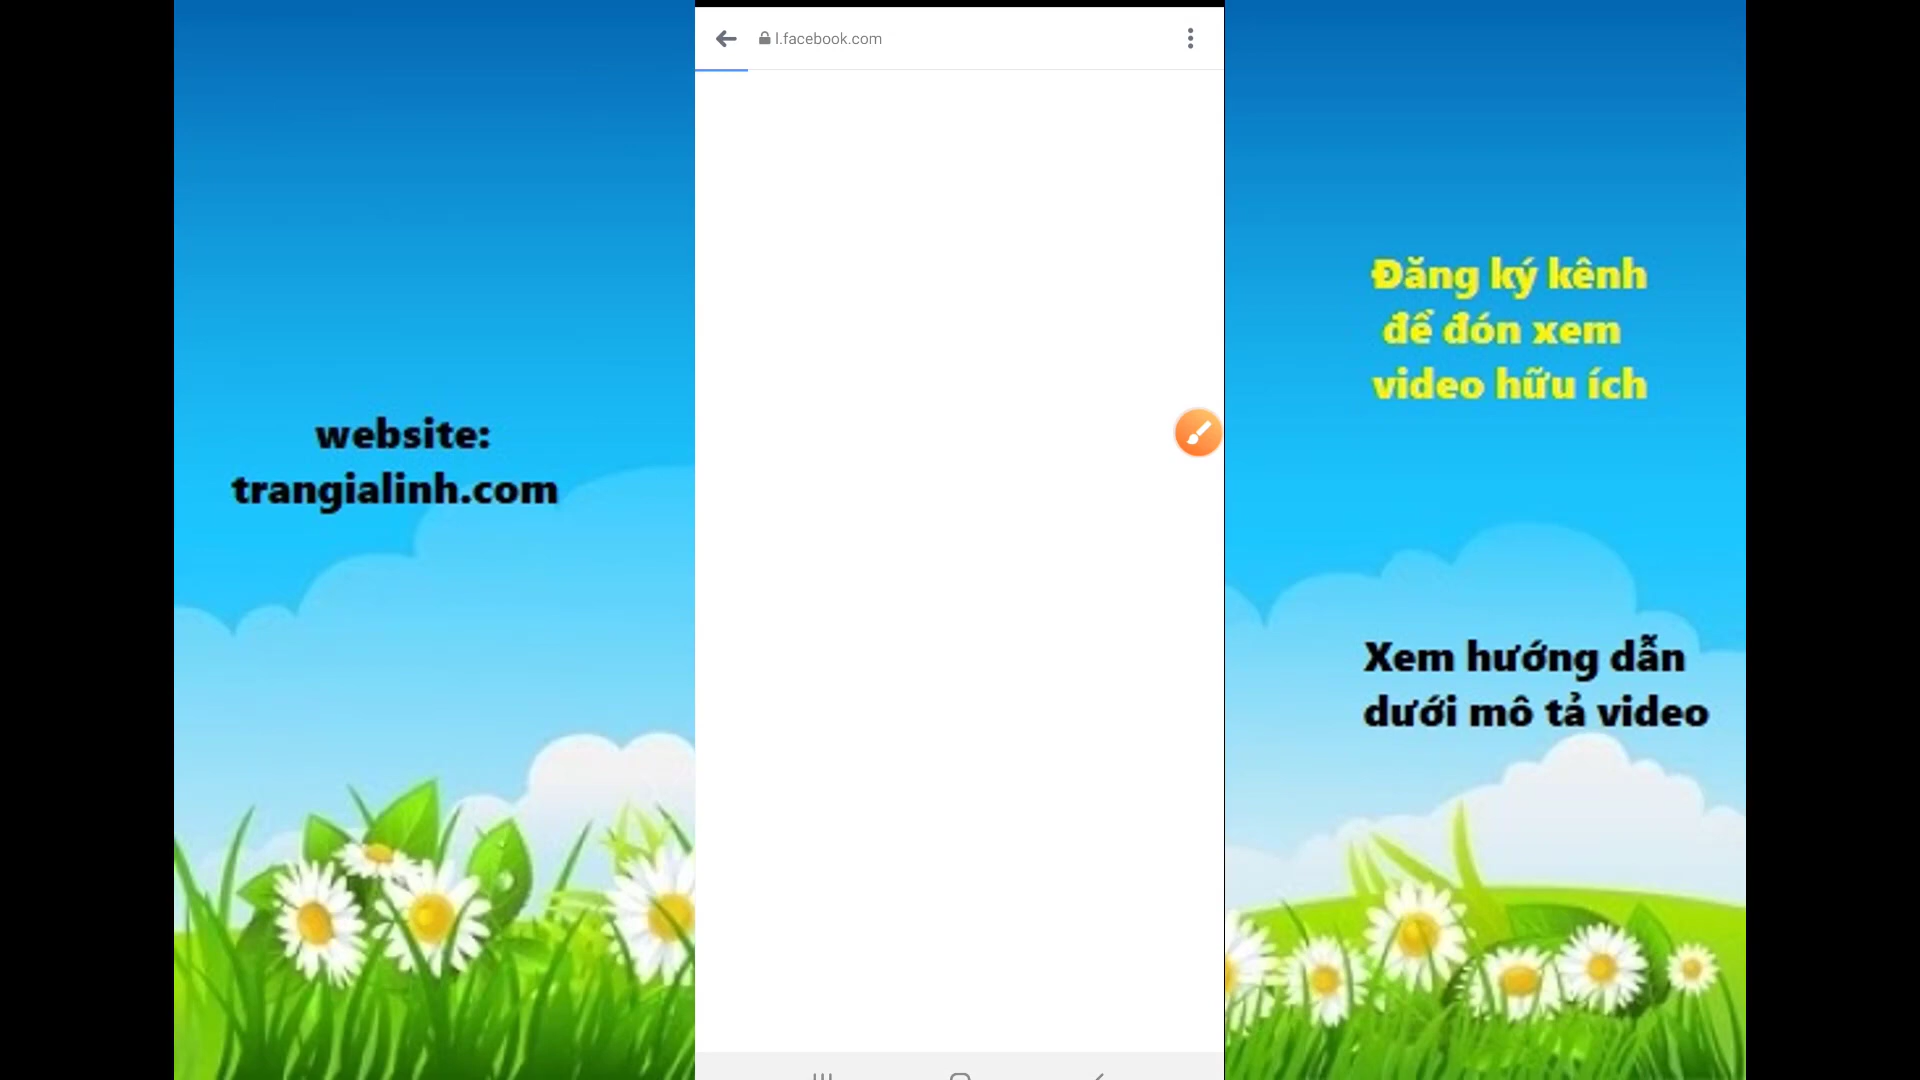 l.facebook.com
website:
trangialinh.com
Đăng ký kênh
để đón xem
video hữu ích
Xem hướng dẫn
dưới mô tả video